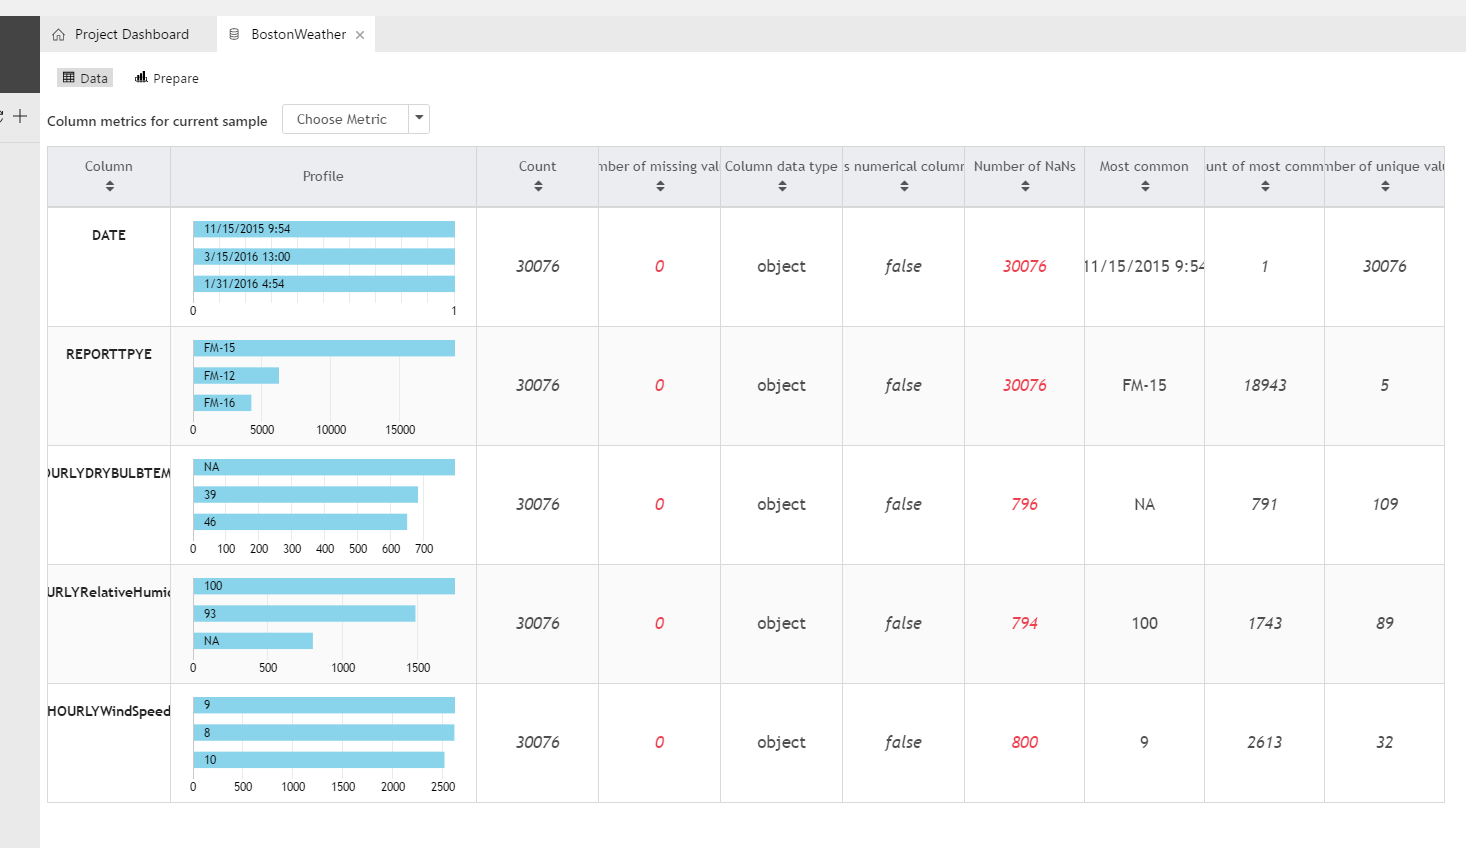 Project Dashboard
BostonWeather
Data
Prepare
Column metrics for current sample
Choose Metric
Column
Profile
Count
mber of missing val
Column data type
s numerical column
Number of NaNs
Most common
unt of most comm
mber of unique valu
DATE
11/15/2015 9:54
3/15/2016 13:00
1/31/2016 4:54
0 1
30076
0
object
false
30076
11/15/2015 9:54
1
30076
REPORTTPYE
FM-15
FM-12
FM-16
0 5000 10000 15000
30076
0
object
false
30076
FM-15
18943
5
OURLYDRYBULBTEM
NA
39
46
0 100 200 300 400 500 600 700
30076
0
object
false
796
NA
791
109
URLYRelativeHumid
100
93
NA
0 500 1000 1500
30076
0
object
false
794
100
1743
89
HOURLYWindSpeed
9
8
10
0 500 1000 1500 2000 2500
30076
0
object
false
800
9
2613
32